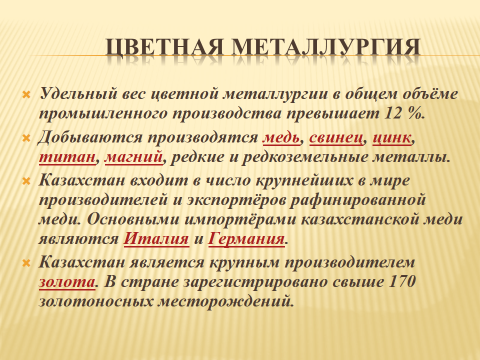 ЦВЕТНАЯ МЕТАЛЛУРГИЯ
Удельный вес цветной металлургии в общем объёме
промышленного производства превышает 12 %.
Добываются производятся медь, свинец, цинк,
титан, магний, редкие и редкоземельные металлы.
Казахстан входит в число крупнейших в мире
производителей и экспортёров рафинированной
меди. Основными импортёрами казахстанской меди
являются Италия и Германия.
Казахстан является крупным производителем
золота. В стране зарегистрировано свыше 170
золотоносных месторождений.